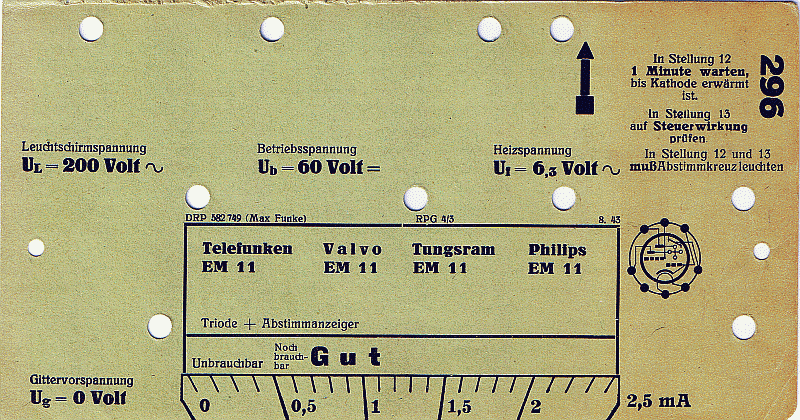 In Stellung 12
1 Minute warten,
bis Kathode erwärmt
ist.
In Stellung 13
auf Steuerwirkung
prüfen
In Stellung 12 und 13
muß Abstimmkreuz leuchten
296
Leuchtschirmspannung
UL = 200 Volt ~
Betriebsspannung
Ub = 60 Volt =
Heizspannung
Uf = 6,3 Volt ~
DRP 582 749 (Max Funke) RPG 4/3 8. 43
Telefunken Valvo Tungsram Philips
EM 11 EM 11 EM 11 EM 11
Triode + Abstimmanzeiger
Unbrauchbar Noch brauch- bar Gut
Gittervorspannung
Ug = 0 Volt
0 0,5 1 1,5 2 2,5 mA